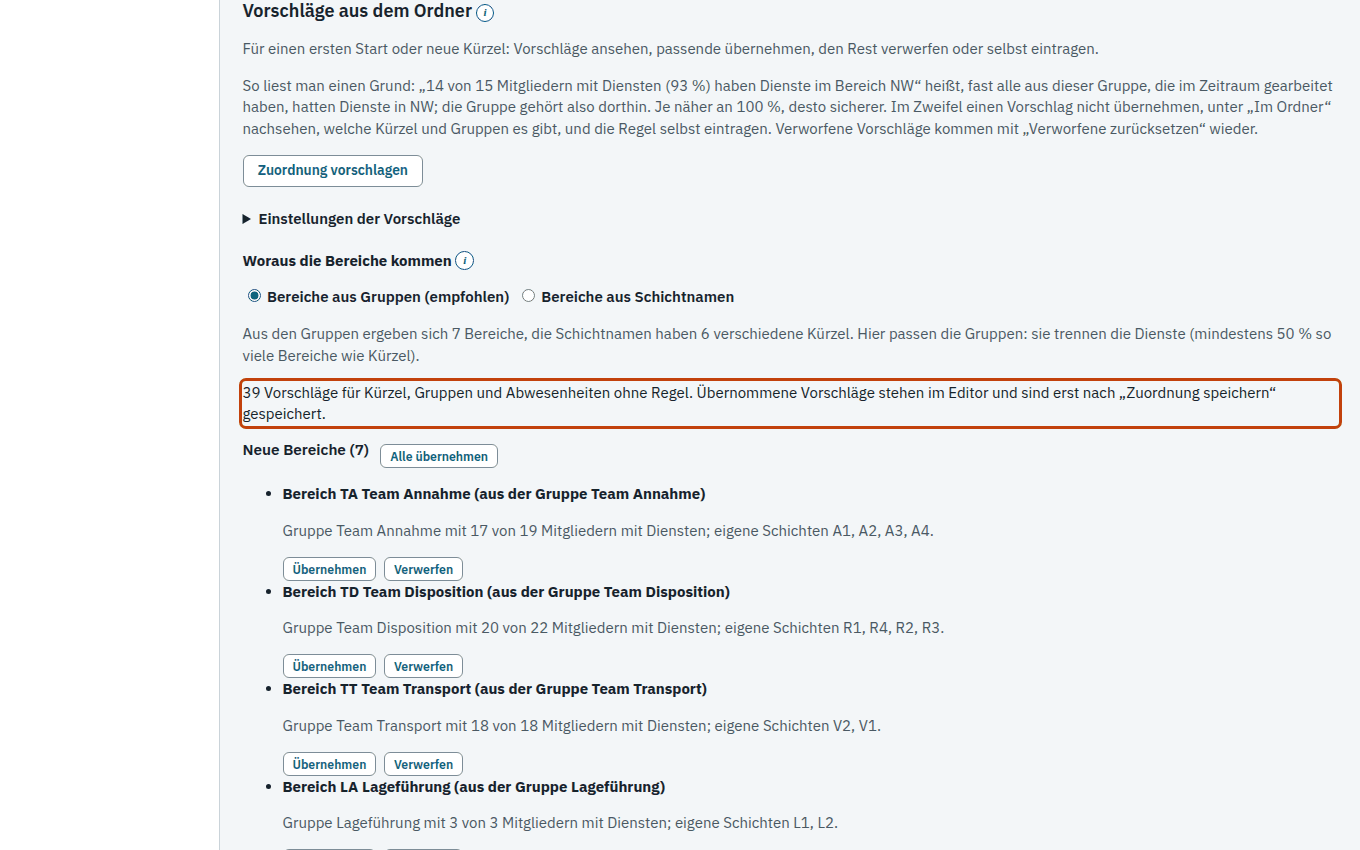 Vorschläge aus dem Ordner i
Für einen ersten Start oder neue Kürzel: Vorschläge ansehen, passende übernehmen, den Rest verwerfen oder selbst eintragen.
So liest man einen Grund: „14 von 15 Mitgliedern mit Diensten (93 %) haben Dienste im Bereich NW“ heißt, fast alle aus dieser Gruppe, die im Zeitraum gearbeitet
haben, hatten Dienste in NW; die Gruppe gehört also dorthin. Je näher an 100 %, desto sicherer. Im Zweifel einen Vorschlag nicht übernehmen, unter „Im Ordner“
nachsehen, welche Kürzel und Gruppen es gibt, und die Regel selbst eintragen. Verworfene Vorschläge kommen mit „Verworfene zurücksetzen“ wieder.
Zuordnung vorschlagen
Einstellungen der Vorschläge
Woraus die Bereiche kommen i
Bereiche aus Gruppen (empfohlen) Bereiche aus Schichtnamen
Aus den Gruppen ergeben sich 7 Bereiche, die Schichtnamen haben 6 verschiedene Kürzel. Hier passen die Gruppen: sie trennen die Dienste (mindestens 50 % so
viele Bereiche wie Kürzel).
39 Vorschläge für Kürzel, Gruppen und Abwesenheiten ohne Regel. Übernommene Vorschläge stehen im Editor und sind erst nach „Zuordnung speichern“
gespeichert.
Neue Bereiche (7) Alle übernehmen
Bereich TA Team Annahme (aus der Gruppe Team Annahme)
Gruppe Team Annahme mit 17 von 19 Mitgliedern mit Diensten; eigene Schichten A1, A2, A3, A4.
Übernehmen Verwerfen
Bereich TD Team Disposition (aus der Gruppe Team Disposition)
Gruppe Team Disposition mit 20 von 22 Mitgliedern mit Diensten; eigene Schichten R1, R4, R2, R3.
Übernehmen Verwerfen
Bereich TT Team Transport (aus der Gruppe Team Transport)
Gruppe Team Transport mit 18 von 18 Mitgliedern mit Diensten; eigene Schichten V2, V1.
Übernehmen Verwerfen
Bereich LA Lageführung (aus der Gruppe Lageführung)
Gruppe Lageführung mit 3 von 3 Mitgliedern mit Diensten; eigene Schichten L1, L2.